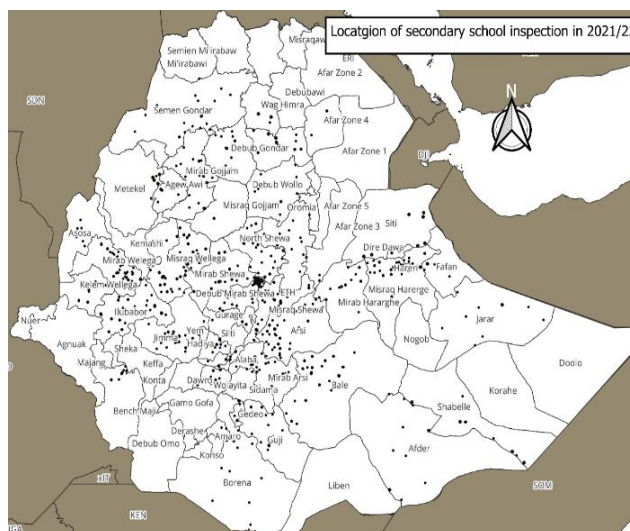 Locatgion of secondary school inspection in 2021/2
N
Semien Mi'irabaw
Mi'irabawi
Misraqaw
ERI
Afar Zone 2
SDN
Debubawi
Wag Himra
Semen Gondar
Afar Zone 4
Debub Gondar
Afar Zone 1
DJI
Mirab Gojjam
Metekel
Agew Awi
Debub Wollo
Misraq Gojjam
Oromia
Afar Zone 5
Afar Zone 3
Siti
Asosa
Kemashi
North Shewa
Dire Dawa
Mirab Welega
Misraq Wellega
Hareri
Fafan
Mirab Shewa
Kelem Wellega
Debub Mirab Shewa
ETH
Misraq Harerge
Mirab Hararghe
Misraq Shewa
Jarar
Nuer
Ilubabor
Gurage
Arsi
Nogob
Agnuak
Sheka
Jimma
Yem
Hadiya
Silti
Majang
Keffa
Alaba
Doolo
Konta
Dawro
Wolayita
Sidama
Mirab Arsi
Bale
Korahe
Shabelle
Bench Maji
Gamo Gofa
Gedeo
Derashe
Amaro
Guji
Debub Omo
Konso
Afder
Borena
Liben
SOM
KEN